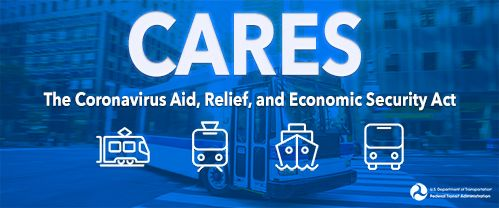 CARES
The Coronavirus Aid, Relief, and Economic Security Act
U.S. Department of Transportation
Federal Transit Administration